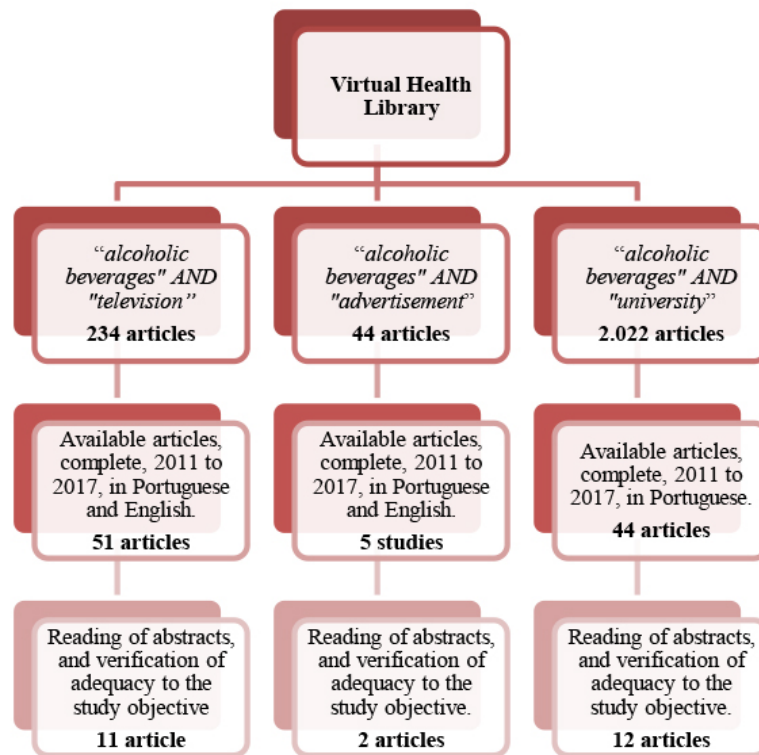 Virtual Health
Library
“alcoholic
beverages" AND
"television”
234 articles
“alcoholic
beverages" AND
"advertisement”
44 articles
“alcoholic
beverages" AND
"university”
2.022 articles
Available articles,
complete, 2011 to
2017, in Portuguese
and English.
51 articles
Available articles,
complete, 2011 to
2017, in Portuguese
and English.
5 studies
Available articles,
complete, 2011 to
2017, in Portuguese.
44 articles
Reading of abstracts,
and verification of
adequacy to the
study objective
11 article
Reading of abstracts,
and verification of
adequacy to the
study objective.
2 articles
Reading of abstracts,
and verification of
adequacy to the
study objective.
12 articles